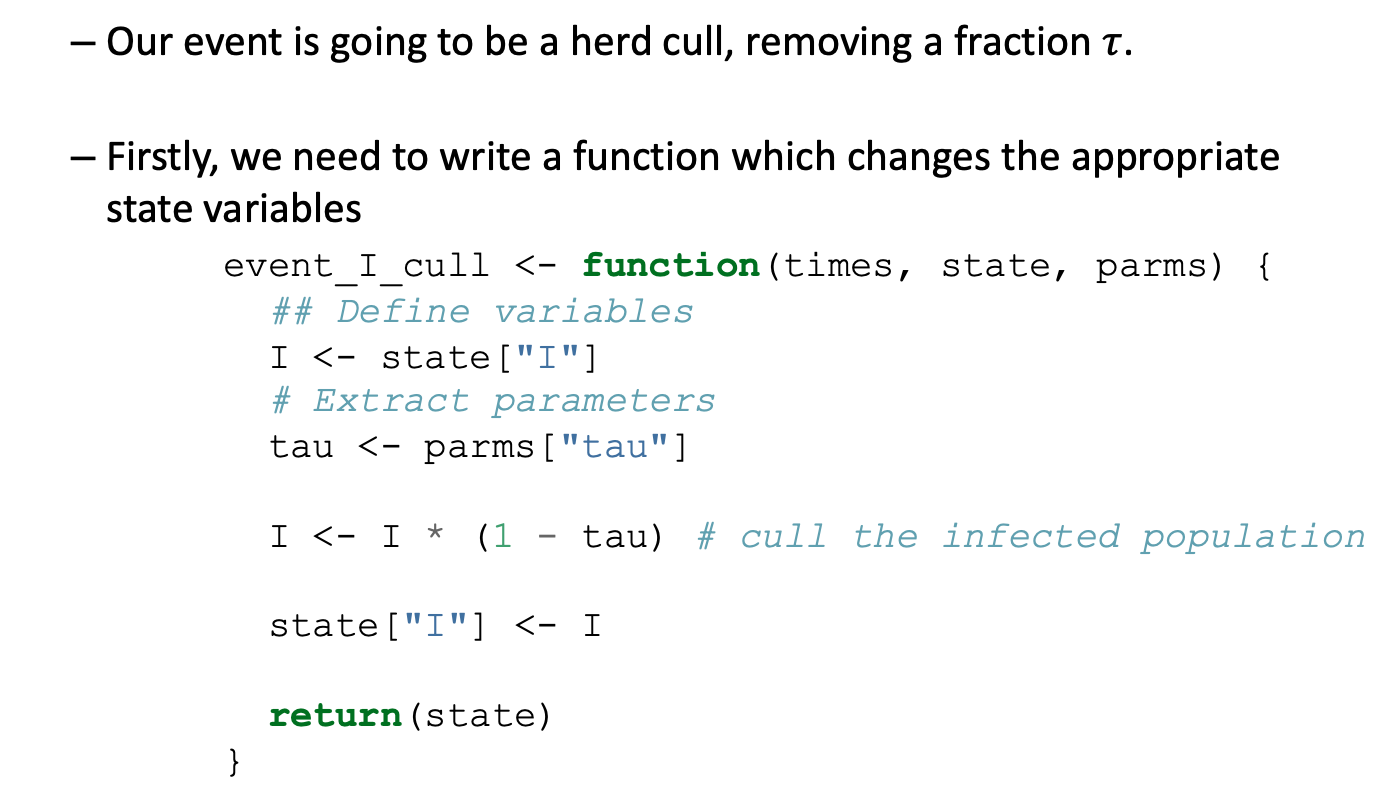 – Our event is going to be a herd cull, removing a fraction τ.
– Firstly, we need to write a function which changes the appropriate
state variables
event_I_cull <- function(times, state, parms) {
## Define variables
I <- state["I"]
# Extract parameters
tau <- parms["tau"]
I <- I * (1 - tau) # cull the infected population
state["I"] <- I
return(state)
}